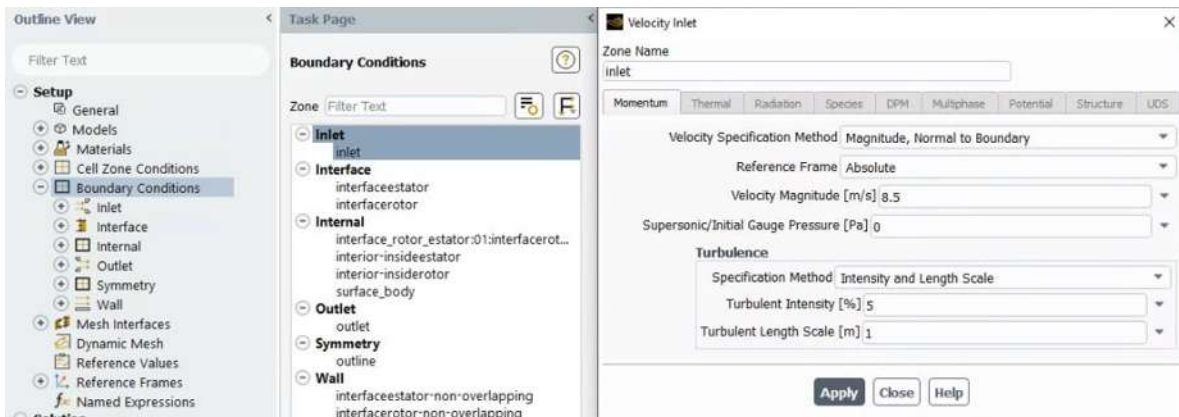 Outline View
Filter Text
Setup
General
Models
Materials
Cell Zone Conditions
Boundary Conditions
Inlet
Interface
Internal
Outlet
Symmetry
Wall
Mesh Interfaces
Dynamic Mesh
Reference Values
Reference Frames
Named Expressions
Task Page
Boundary Conditions
Zone Filter Text
Inlet
inlet
Interface
interfaceestator
interfacerotor
Internal
interface_rotor_estator:01:interfacerot...
interior-insideestator
interior-insiderotor
surface_body
Outlet
outlet
Symmetry
outline
Wall
interfaceestator-non-overlapping
interfacerotor-non-overlapping
Velocity Inlet
Zone Name
inlet
Momentum Thermal Radiation Species DPM Multiphase Potential Structure UDS
Velocity Specification Method Magnitude, Normal to Boundary
Reference Frame Absolute
Velocity Magnitude [m/s] 8.5
Supersonic/Initial Gauge Pressure [Pa] 0
Turbulence
Specification Method Intensity and Length Scale
Turbulent Intensity [%] 5
Turbulent Length Scale [m] 1
Apply Close Help